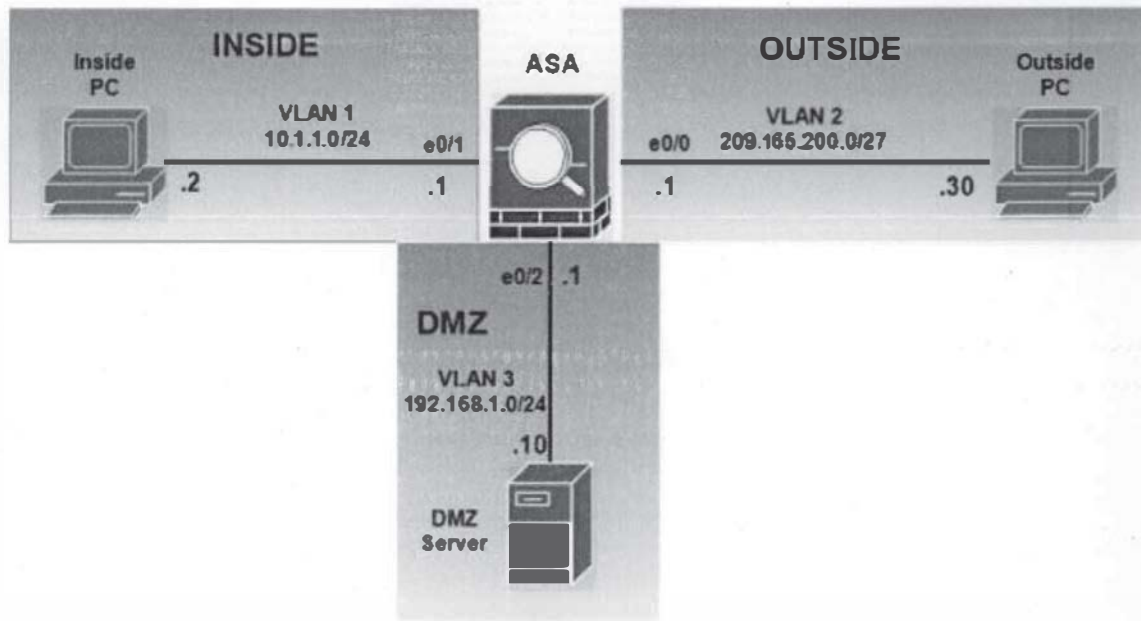 INSIDE
Inside
PC
VLAN 1
10.1.1.0/24
e0/1
.2
.1
ASA
OUTSIDE
Outside
PC
VLAN 2
e0/0
209.165.200.0/27
.1
.30
e0/2
.1
DMZ
VLAN 3
192.168.1.0/24
.10
DMZ
Server